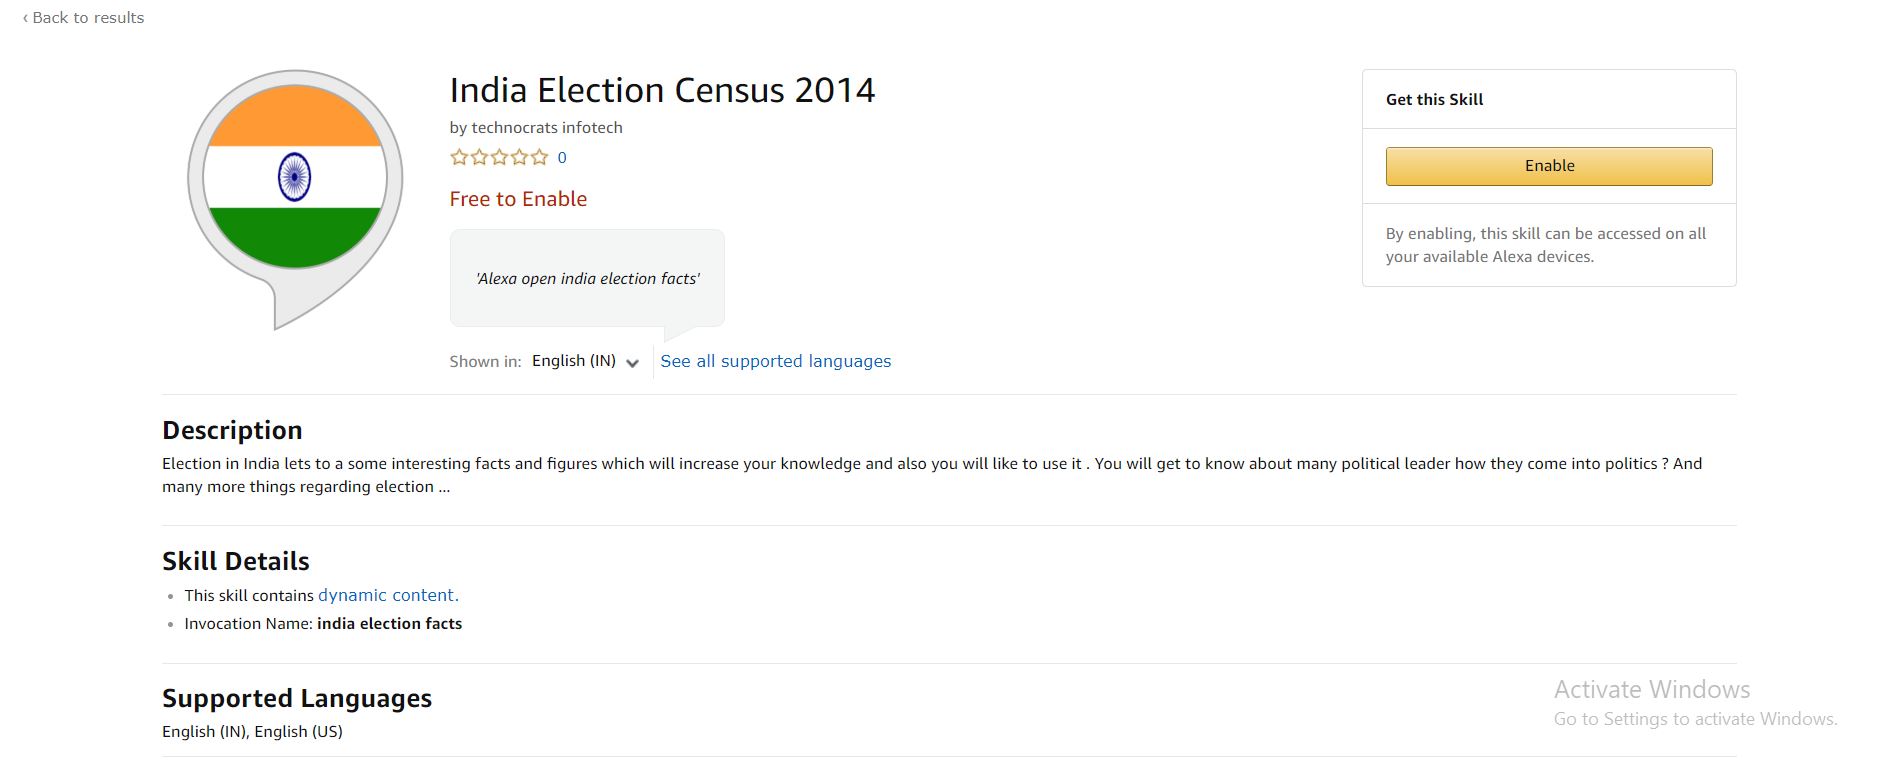 ‹ Back to results
India Election Census 2014
by technocrats infotech
0
Free to Enable
'Alexa open india election facts'
Shown in: English (IN) See all supported languages
Get this Skill
Enable
By enabling, this skill can be accessed on all
your available Alexa devices.
Description
Election in India lets to a some interesting facts and figures which will increase your knowledge and also you will like to use it . You will get to know about many political leader how they come into politics ? And
many more things regarding election ...
Skill Details
• This skill contains dynamic content.
• Invocation Name: india election facts
Supported Languages
English (IN), English (US)
Activate Windows
Go to Settings to activate Windows.